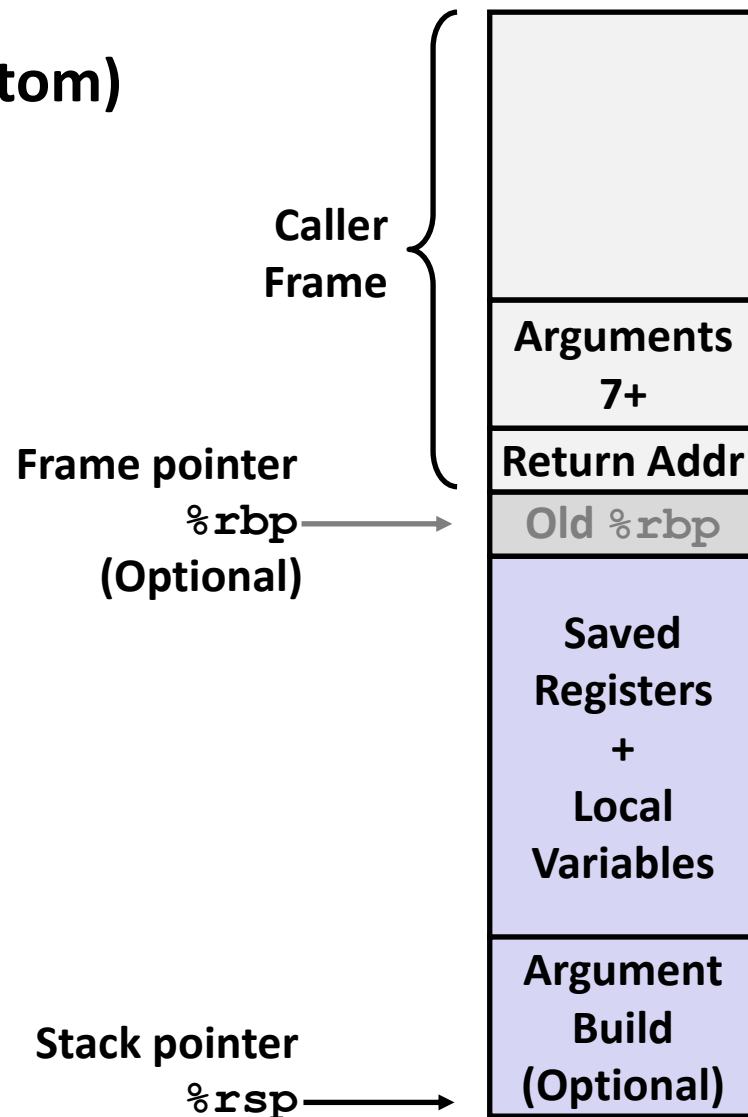 tom)
Caller
Frame
Arguments
7+
Return Addr
Frame pointer
%rbp
(Optional)
Old %rbp
Saved
Registers
+
Local
Variables
Argument
Build
(Optional)
Stack pointer
%rsp